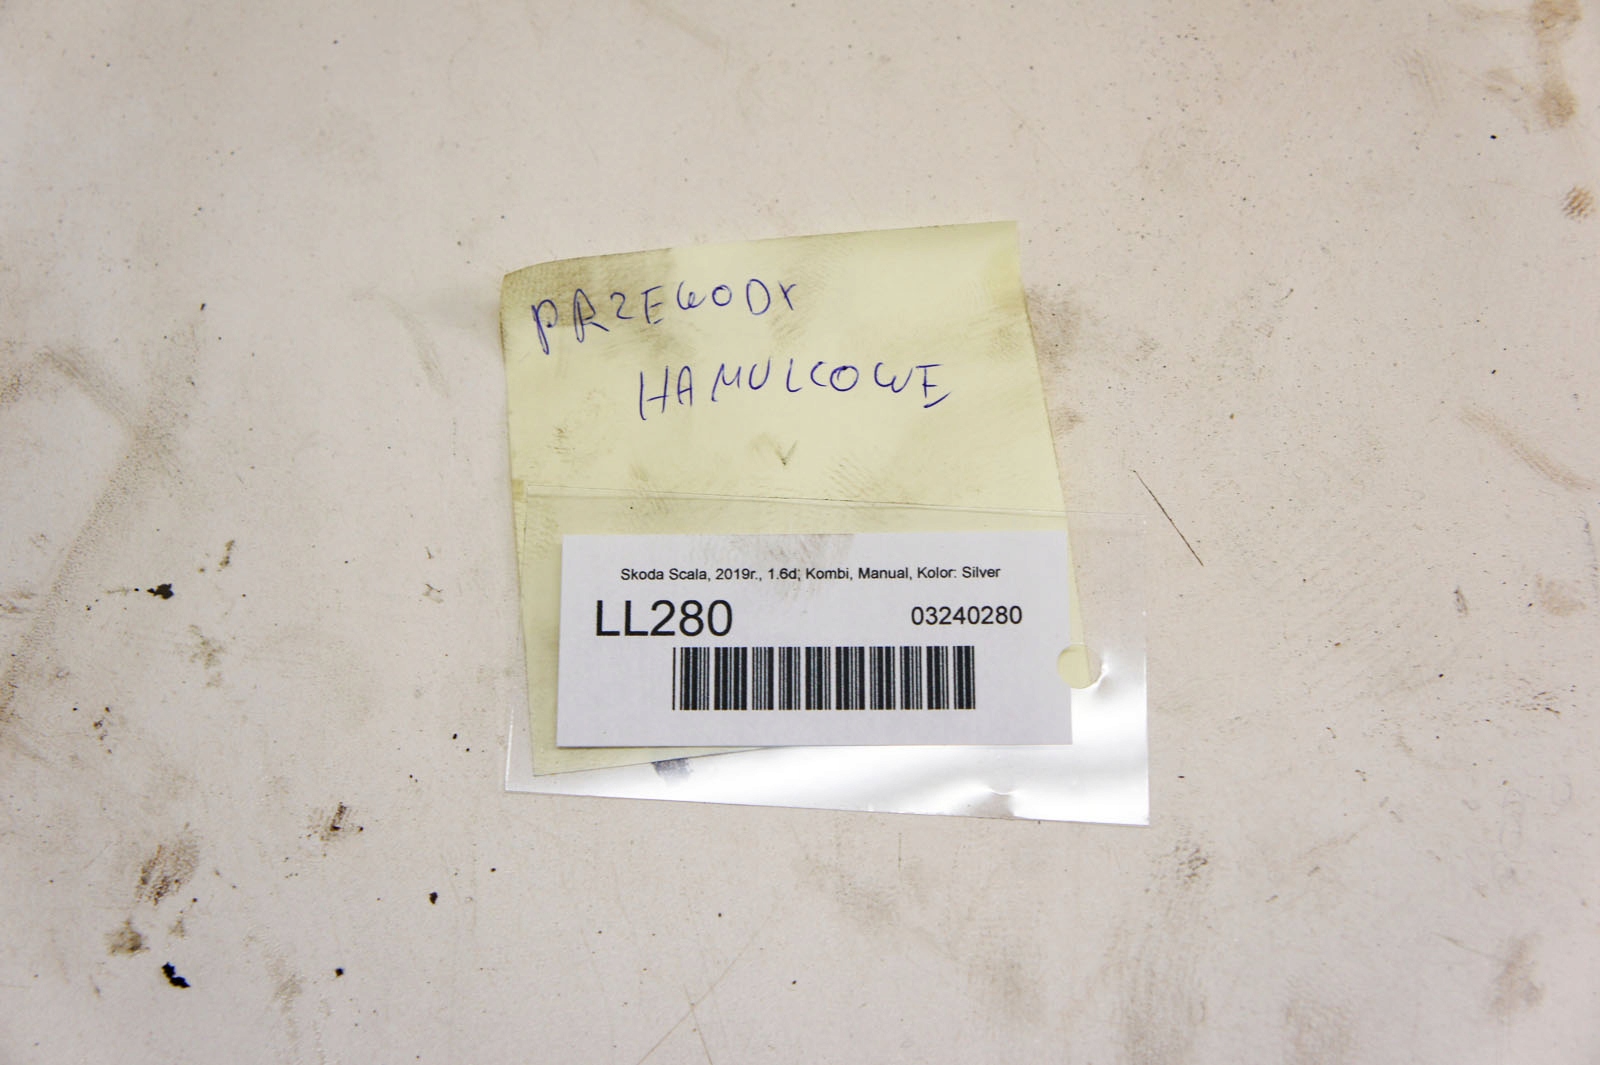 PRZEWODY
HAMULCOWE
Skoda Scala, 2019r., 1.6d; Kombi, Manual, Kolor: Silver
LL280
03240280